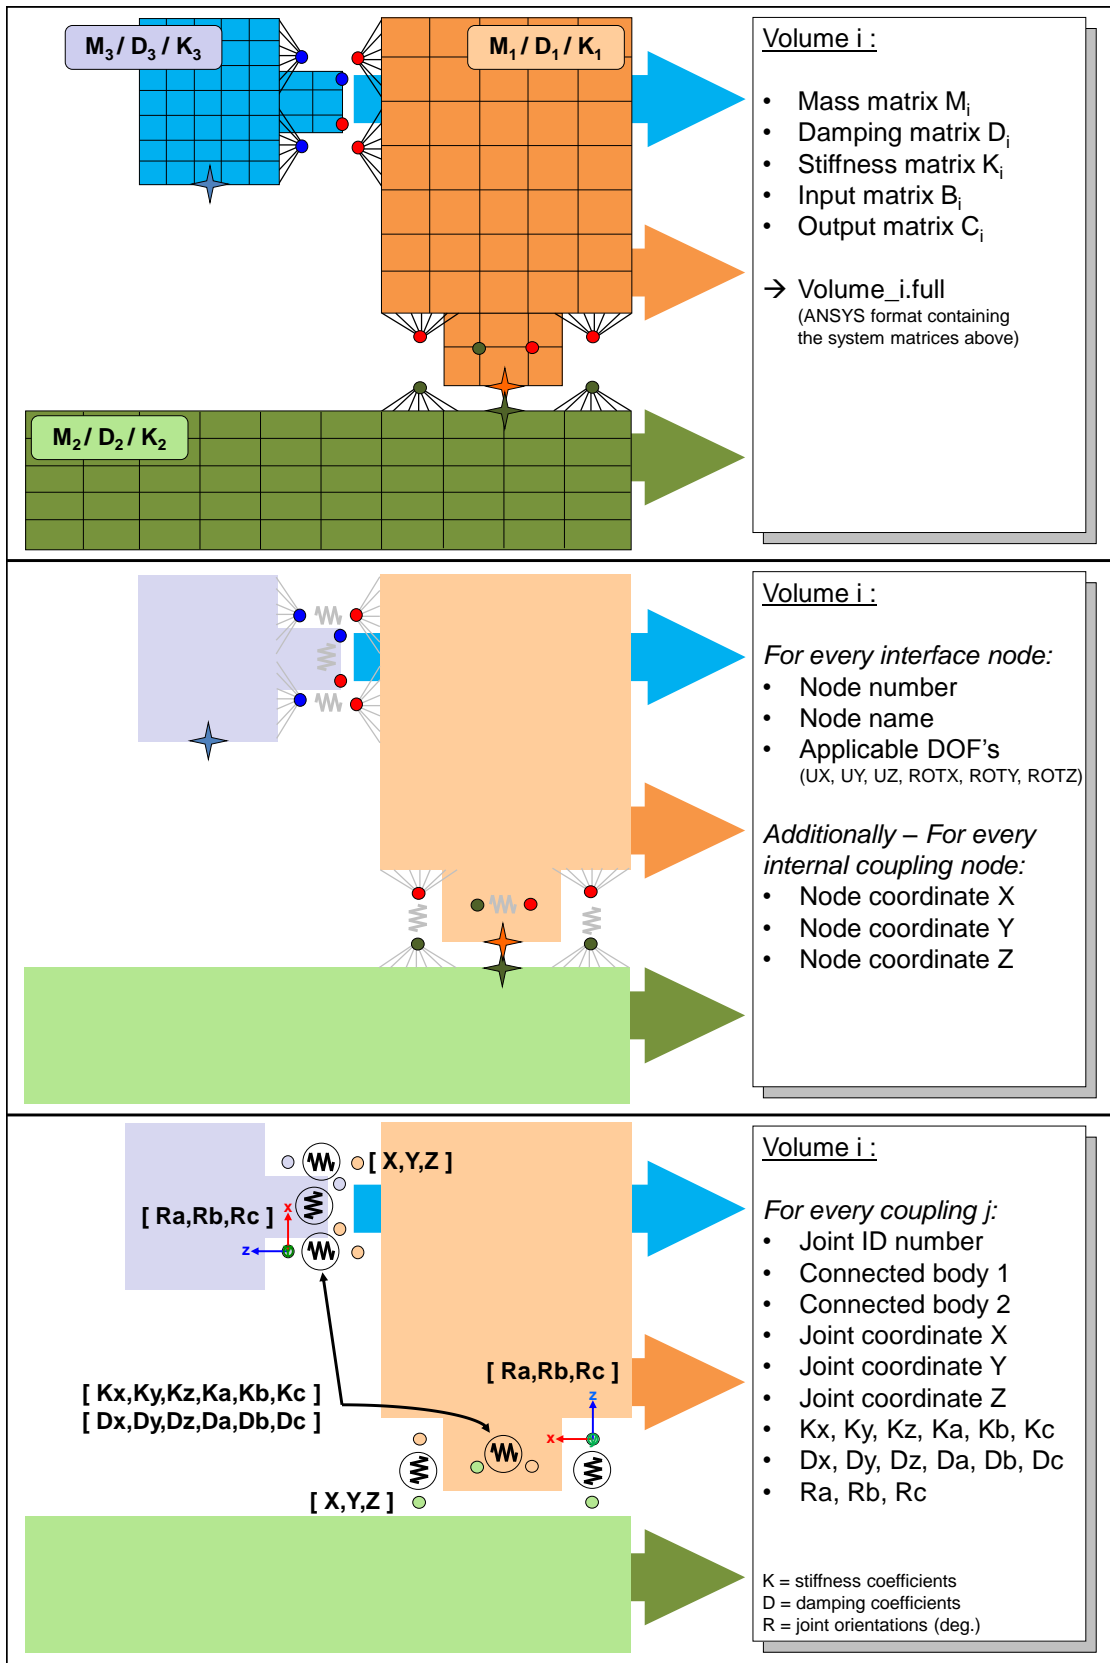 M3 / D3 / K3
M1 / D1 / K1
M2 / D2 / K2
Volume i :
• Mass matrix Mi
• Damping matrix Di
• Stiffness matrix Ki
• Input matrix Bi
• Output matrix Ci
→ Volume_i.full
(ANSYS format containing
the system matrices above)
Volume i :
For every interface node:
• Node number
• Node name
• Applicable DOF’s
(UX, UY, UZ, ROTX, ROTY, ROTZ)
Additionally – For every
internal coupling node:
• Node coordinate X
• Node coordinate Y
• Node coordinate Z
[ X,Y,Z ]
[ Ra,Rb,Rc ]
x
z
[ Kx,Ky,Kz,Ka,Kb,Kc ]
[ Dx,Dy,Dz,Da,Db,Dc ]
[ Ra,Rb,Rc ]
z
x
[ X,Y,Z ]
Volume i :
For every coupling j:
• Joint ID number
• Connected body 1
• Connected body 2
• Joint coordinate X
• Joint coordinate Y
• Joint coordinate Z
• Kx, Ky, Kz, Ka, Kb, Kc
• Dx, Dy, Dz, Da, Db, Dc
• Ra, Rb, Rc
K = stiffness coefficients
D = damping coefficients
R = joint orientations (deg.)